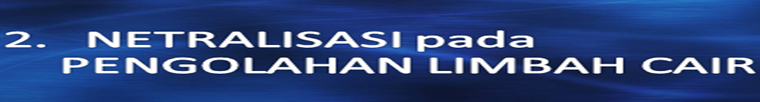 2. NETRALISASI pada
PENGOLAHAN LIMBAH CAIR